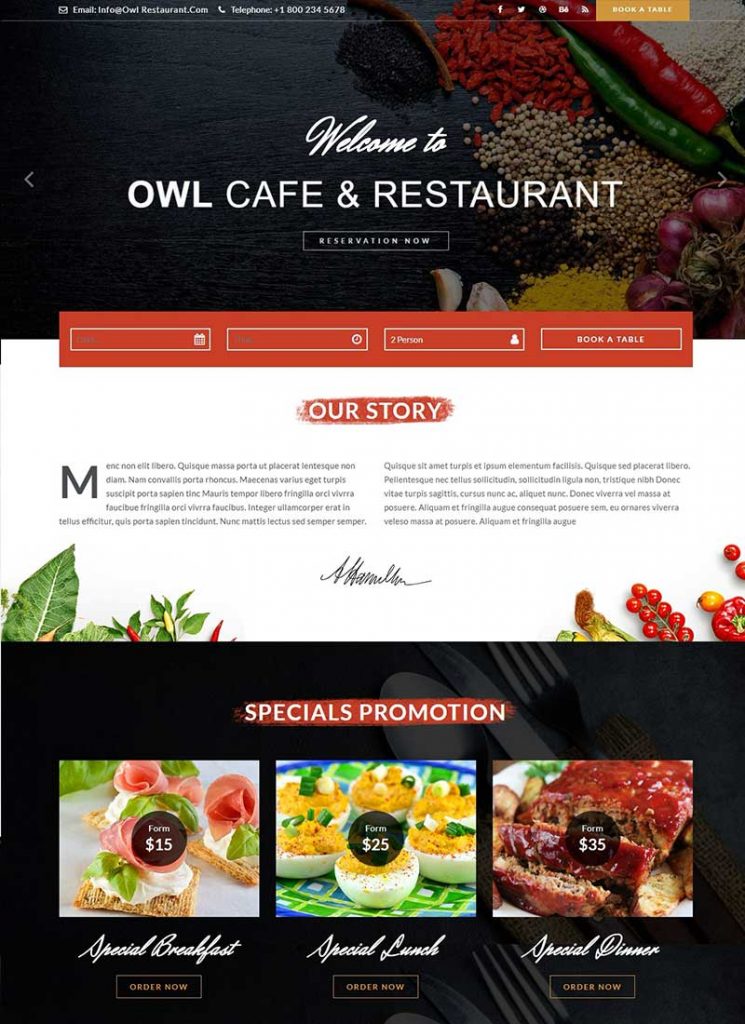 Email: Info@Owl Restaurant.Com Telephone: +1 800 234 5678 BOOK A TABLE
Welcome to
OWL CAFE & RESTAURANT
RESERVATION NOW
2 Person BOOK A TABLE
OUR STORY
Menc non elit libero. Quisque massa porta ut placerat lentesque non
diam. Nam convallis porta rhoncus. Maecenas varius eget turpis
suscipit porta sapien tinc Mauris tempor libero fringilla orci vivrra
faucibue fringilla orci vivrra faucibus. Integer ullamcorper erat in
tellus efficitur, quis porta sapien tincidunt. Nunc mattis lectus sed semper semper.
Quisque sit amet turpis et ipsum elementum facilisis. Quisque sed placerat libero.
Pellentesque nec tellus sollicitudin, sollicitudin ligula non, tristique nibh Donec
vitae turpis sagittis, cursus nunc ac, aliquet nunc. Donec viverra vel massa at
posuere. Aliquam et fringilla augue consequat posuere sem, eu ornares viverra
veleso massa at posuere. Aliquam et fringilla augue
SPECIALS PROMOTION
Form
$15
Form
$25
Form
$35
Special Breakfast
Special Lunch
Special Dinner
ORDER NOW
ORDER NOW
ORDER NOW